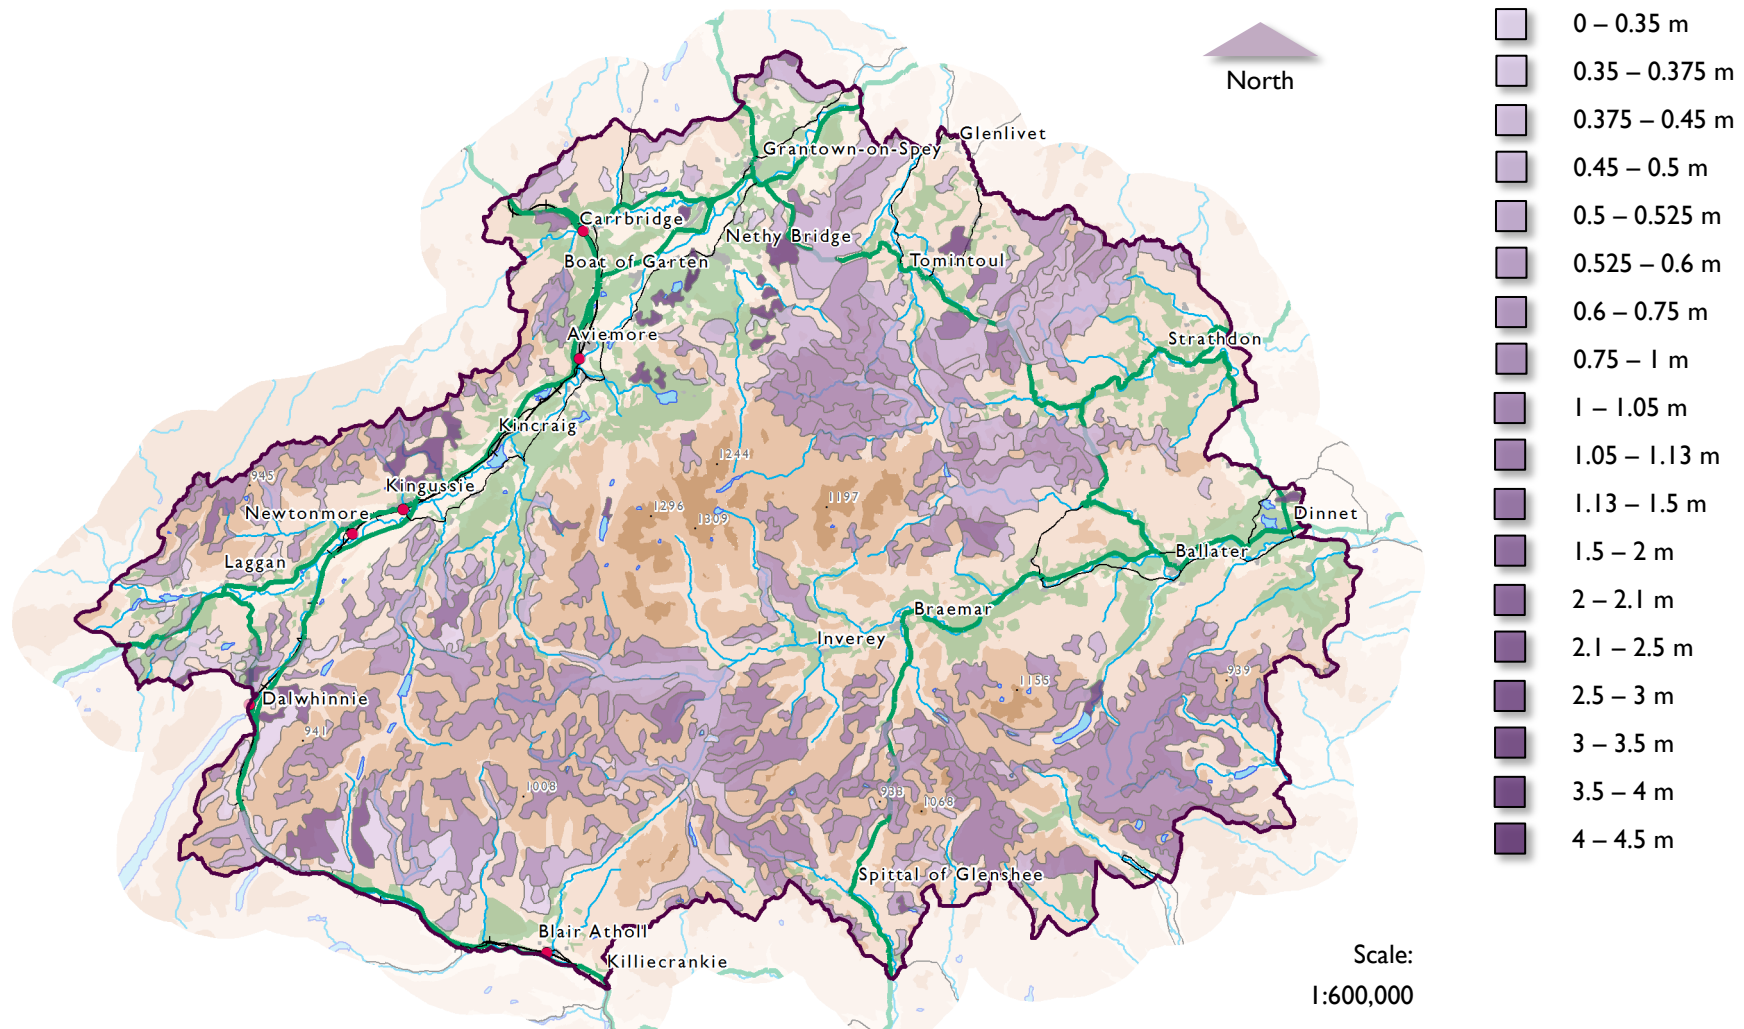 0 – 0.35 m
0.35 – 0.375 m
0.375 – 0.45 m
0.45 – 0.5 m
0.5 – 0.525 m
0.525 – 0.6 m
0.6 – 0.75 m
0.75 – 1 m
1 – 1.05 m
1.05 – 1.13 m
1.13 – 1.5 m
1.5 – 2 m
2 – 2.1 m
2.1 – 2.5 m
2.5 – 3 m
3 – 3.5 m
3.5 – 4 m
4 – 4.5 m
North
Glenlivet
Grantown-on-Spey
Carrbridge
Nethy Bridge
Boat of Garten
Tomintoul
Aviemore
Strathdon
Kincraig
1244
945
Kingussie
1197
1296
1309
Newtonmore
Dinnet
Ballater
Laggan
Braemar
Inverey
939
1155
Dalwhinnie
941
1008
933
1068
Spittal of Glenshee
Blair Atholl
Killiecrankie
Scale:
1:600,000